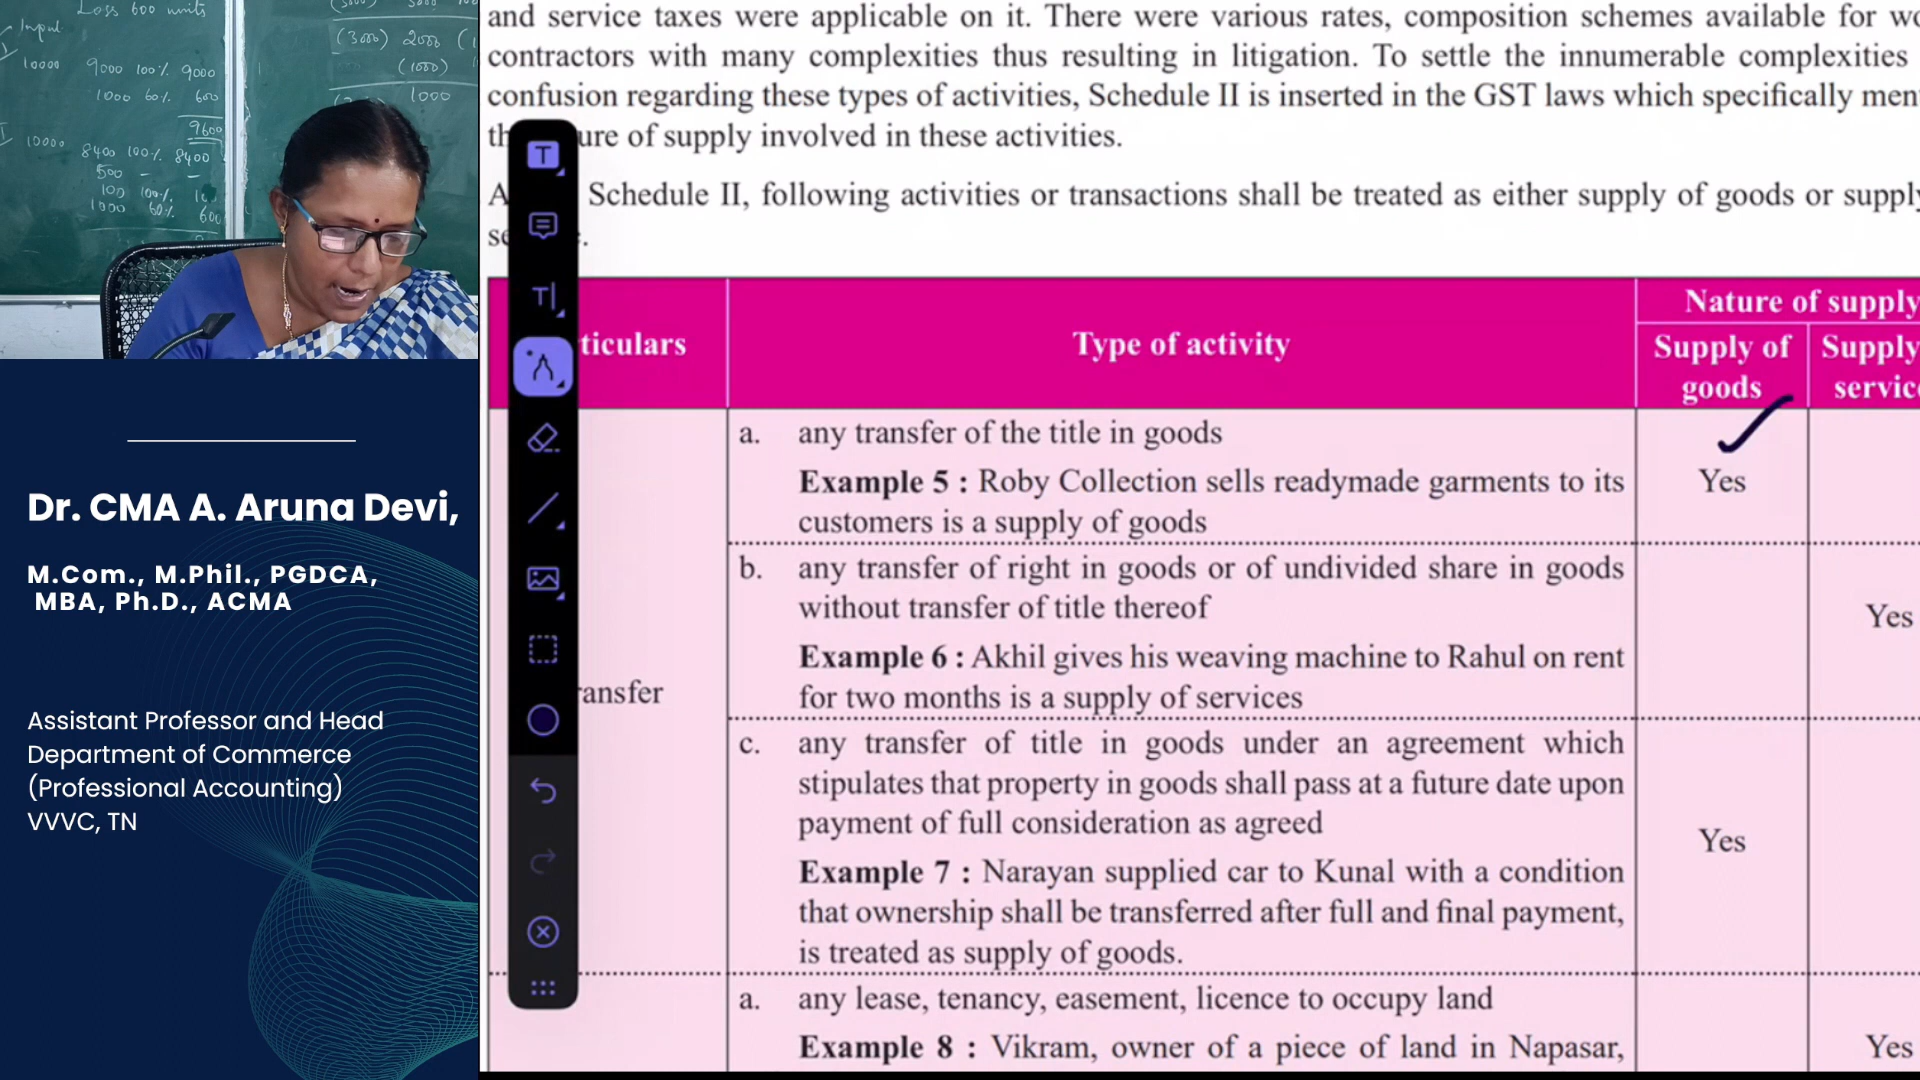 Loss 600 units
Input
10000 9000 100% 9000
1000 60% 600
9600
10000 8400 100% 8400
500 - -
100 100%
1000 60% 600
(3000) 2000
(1000)
1000
Dr. CMA A. Aruna Devi,
M.Com., M.Phil., PGDCA,
MBA, Ph.D., ACMA
Assistant Professor and Head
Department of Commerce
(Professional Accounting)
VVVC, TN
and service taxes were applicable on it. There were various rates, composition schemes available for
contractors with many complexities thus resulting in litigation. To settle the innumerable complexities
confusion regarding these types of activities, Schedule II is inserted in the GST laws which specifically
of supply involved in these activities.
Schedule II, following activities or transactions shall be treated as either supply of goods or
Type of activity
Nature of supply
Supply of
goods
Supply
a. any transfer of the title in goods
Example 5 : Roby Collection sells readymade garments to its
customers is a supply of goods
Yes
b. any transfer of right in goods or of undivided share in goods
without transfer of title thereof
Yes
Example 6 : Akhil gives his weaving machine to Rahul on rent
for two months is a supply of services
c. any transfer of title in goods under an agreement which
stipulates that property in goods shall pass at a future date upon
payment of full consideration as agreed
Yes
Example 7 : Narayan supplied car to Kunal with a condition
that ownership shall be transferred after full and final payment,
is treated as supply of goods.
a. any lease, tenancy, easement, licence to occupy land
Example 8 : Vikram, owner of a piece of land in Napasar,
Yes